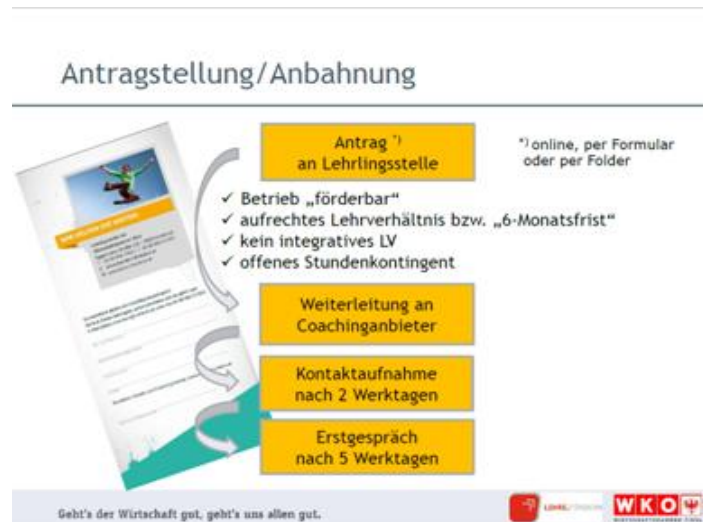 Antragstellung/Anbahnung
Antrag *)
an Lehrlingsstelle
*) online, per Formular
oder per Folder
✓ Betrieb „förderbar“
✓ aufrechtes Lehrverhältnis bzw. „6-Monatsfrist“
✓ kein integratives LV
✓ offenes Stundenkontingent
Weiterleitung an
Coachinganbieter
Kontaktaufnahme
nach 2 Werktagen
Erstgespräch
nach 5 Werktagen
Geht's der Wirtschaft gut, geht's uns allen gut.
WKO